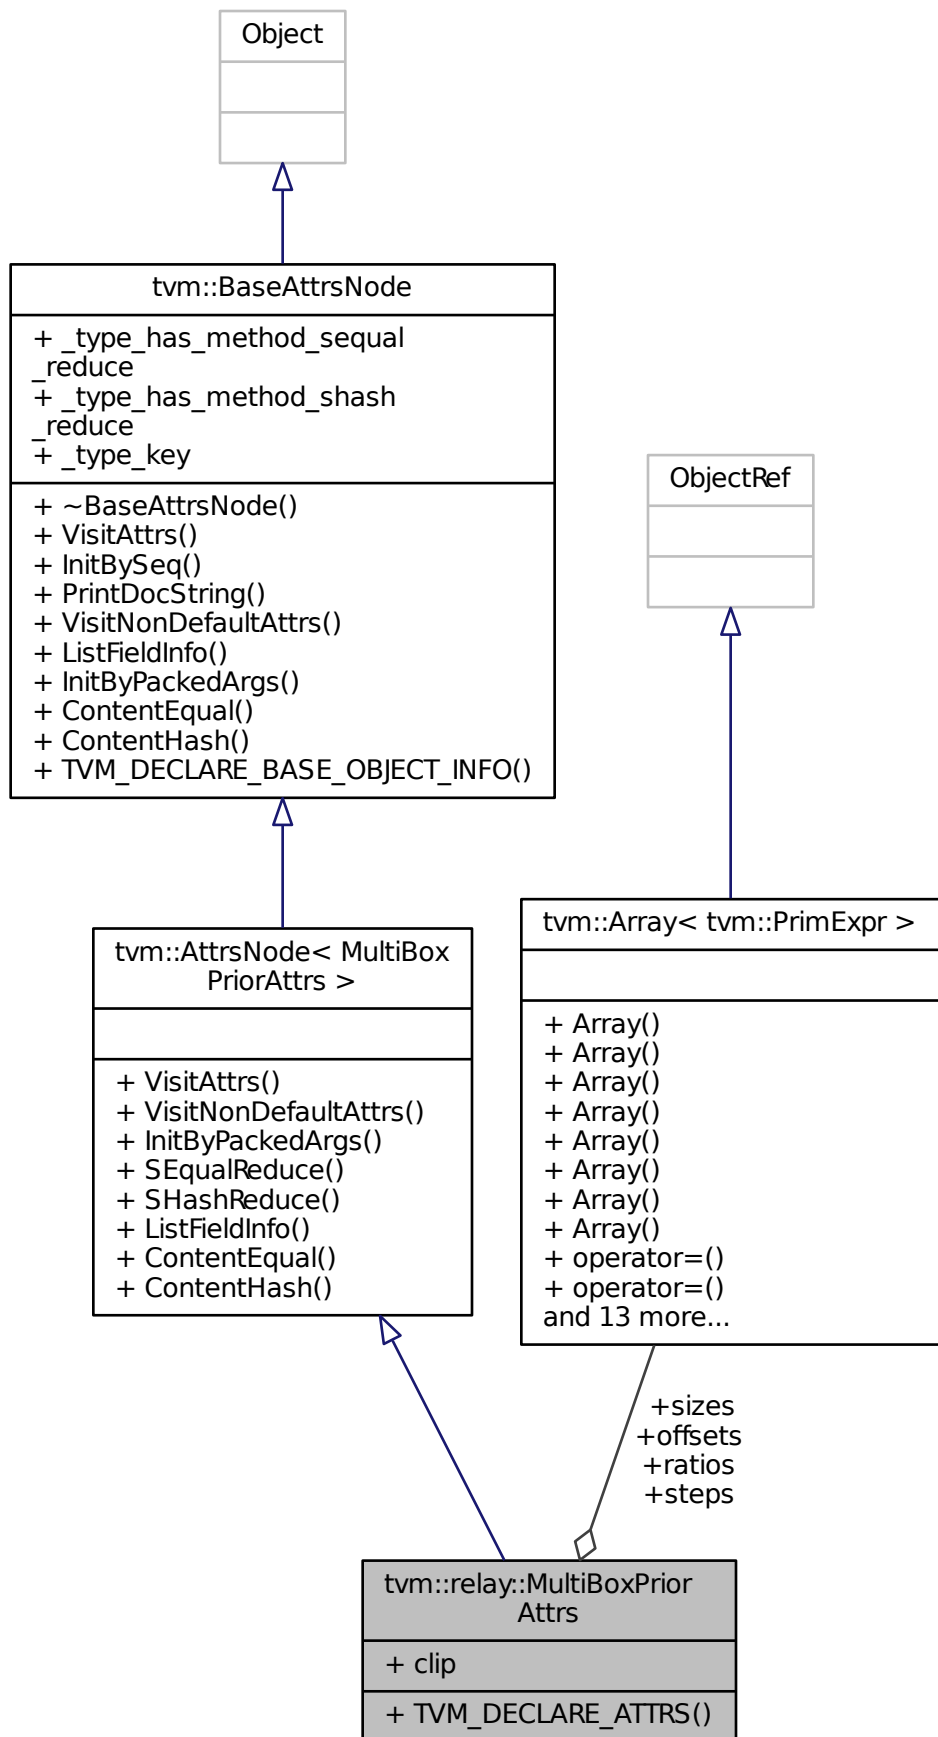 Object
tvm::BaseAttrsNode
+ _type_has_method_sequal
_reduce
+ _type_has_method_shash
_reduce
+ _type_key
+ ~BaseAttrsNode()
+ VisitAttrs()
+ InitBySeq()
+ PrintDocString()
+ VisitNonDefaultAttrs()
+ ListFieldInfo()
+ InitByPackedArgs()
+ ContentEqual()
+ ContentHash()
+ TVM_DECLARE_BASE_OBJECT_INFO()
ObjectRef
tvm::AttrsNode< MultiBox
PriorAttrs >
+ VisitAttrs()
+ VisitNonDefaultAttrs()
+ InitByPackedArgs()
+ SEqualReduce()
+ SHashReduce()
+ ListFieldInfo()
+ ContentEqual()
+ ContentHash()
tvm::Array< tvm::PrimExpr >
+ Array()
+ Array()
+ Array()
+ Array()
+ Array()
+ Array()
+ Array()
+ Array()
+ operator=()
+ operator=()
and 13 more...
+sizes
+offsets
+ratios
+steps
tvm::relay::MultiBoxPrior
Attrs
+ clip
+ TVM_DECLARE_ATTRS()